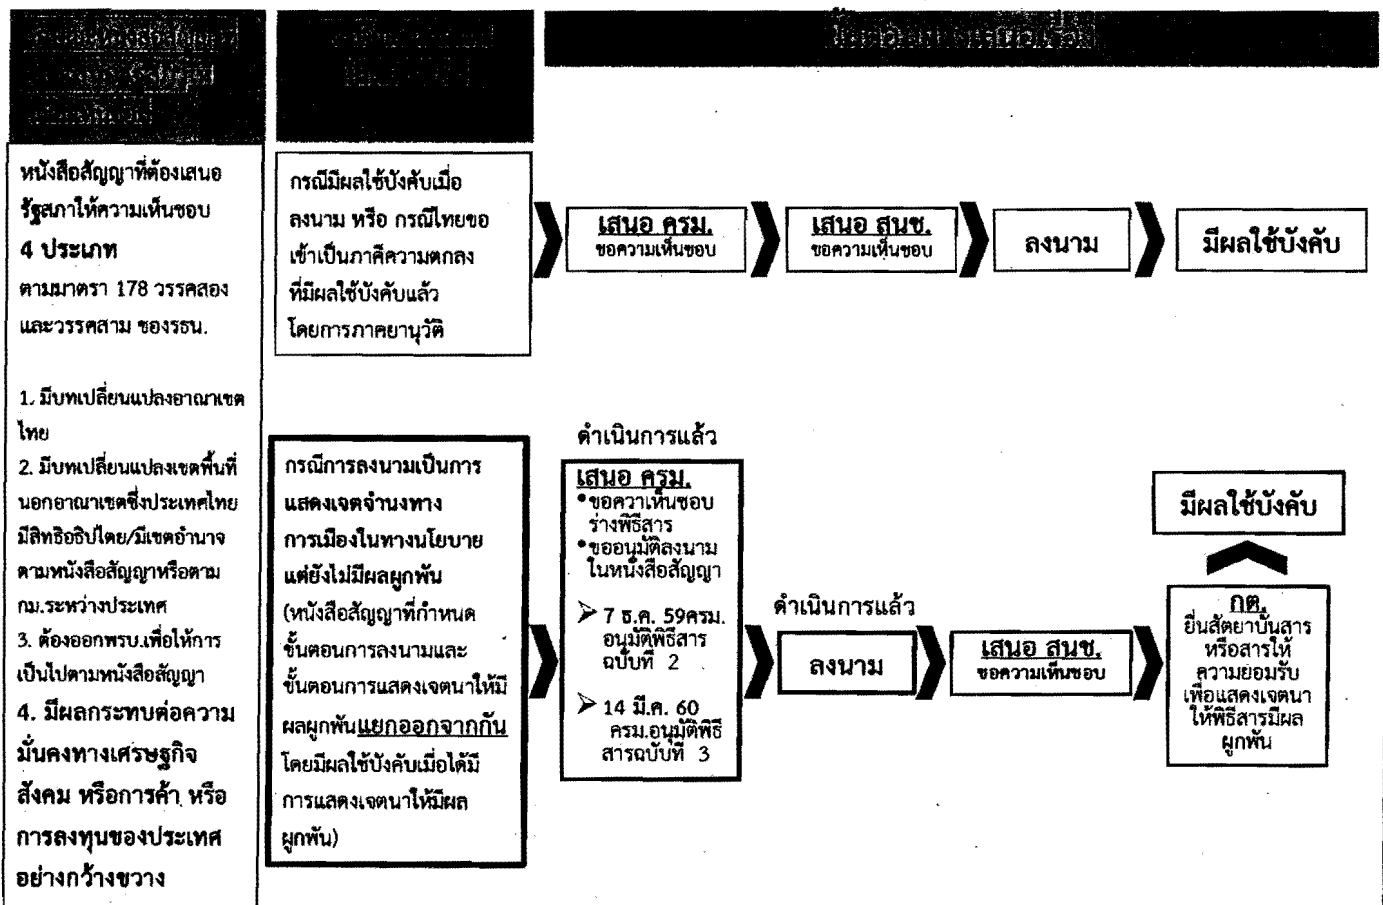 หนังสือสัญญาที่ต้องเสนอ
รัฐสภาให้ความเห็นชอบ
4 ประเภท
ตามมาตรา 178 วรรคสอง
และวรรคสาม ของรธน.
1. มีบทเปลี่ยนแปลงอาณาเขต
ไทย
2. มีบทเปลี่ยนแปลงเขตพื้นที่
นอกอาณาเขตซึ่งประเทศไทย
มีสิทธิอธิปไตย/มีเขตอำนาจ
ตามหนังสือสัญญาหรือตาม
กม.ระหว่างประเทศ
3. ต้องออกพรบ.เพื่อให้การ
เป็นไปตามหนังสือสัญญา
4. มีผลกระทบต่อความ
มั่นคงทางเศรษฐกิจ
สังคม หรือการค้า หรือ
การลงทุนของประเทศ
อย่างกว้างขวาง
กรณีมีผลใช้บังคับเมื่อ
ลงนาม หรือ กรณีไทยขอ
เข้าเป็นภาคีความตกลง
ที่มีผลใช้บังคับแล้ว
โดยการภาคยานุวัติ
เสนอ ครม.
ขอความเห็นชอบ
เสนอ สนช.
ขอความเห็นชอบ
ลงนาม
มีผลใช้บังคับ
กรณีการลงนามเป็นการ
แสดงเจตจำนงทาง
การเมืองในทางนโยบาย
แต่ยังไม่มีผลผูกพัน
(หนังสือสัญญาที่กำหนด
ขั้นตอนการลงนามและ
ขั้นตอนการแสดงเจตนาให้มี
ผลผูกพันแยกออกจากกัน
โดยมีผลใช้บังคับเมื่อได้มี
การแสดงเจตนาให้มีผล
ผูกพัน)
ดำเนินการแล้ว
เสนอ ครม.
•ขอควาเห็นชอบ
ร่างพิธีสาร
•ขออนุมัติลงนาม
ในหนังสือสัญญา
➢ 7 ธ.ค. 59ครม.
อนุมัติพิธีสาร
ฉบับที่ 2
➢ 14 มี.ค. 60
ครม.อนุมัติพิธี
สารฉบับที่ 3
ดำเนินการแล้ว
ลงนาม
เสนอ สนช.
ขอความเห็นชอบ
มีผลใช้บังคับ
กต.
ยื่นสัตยาบันสาร
หรือสารให้
ความยอมรับ
เพื่อแสดงเจตนา
ให้พิธีสารมีผล
ผูกพัน